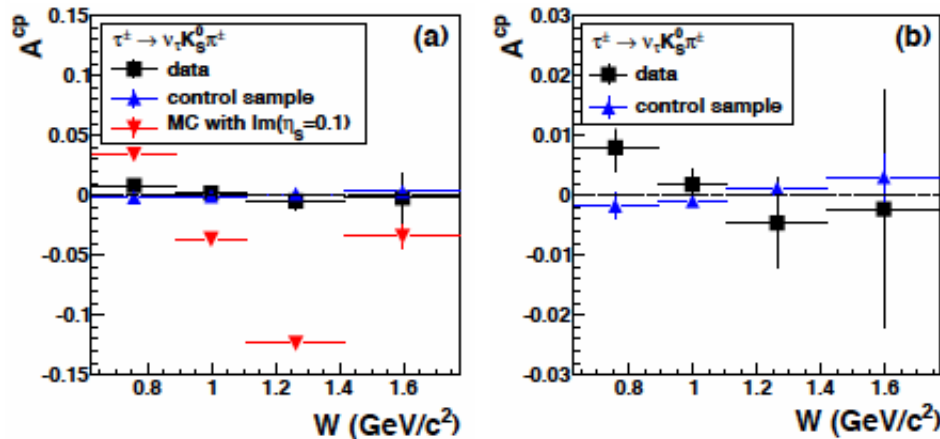 (a)
τ± → ντK⁰Sπ±
data
control sample
MC with Im(ηS=0.1)
Acp
0.15
0.1
0.05
0
-0.05
-0.1
-0.15
0.8 1 1.2 1.4 1.6
W (GeV/c²)
(b)
τ± → ντK⁰Sπ±
data
control sample
Acp
0.03
0.02
0.01
0
-0.01
-0.02
-0.03
0.8 1 1.2 1.4 1.6
W (GeV/c²)